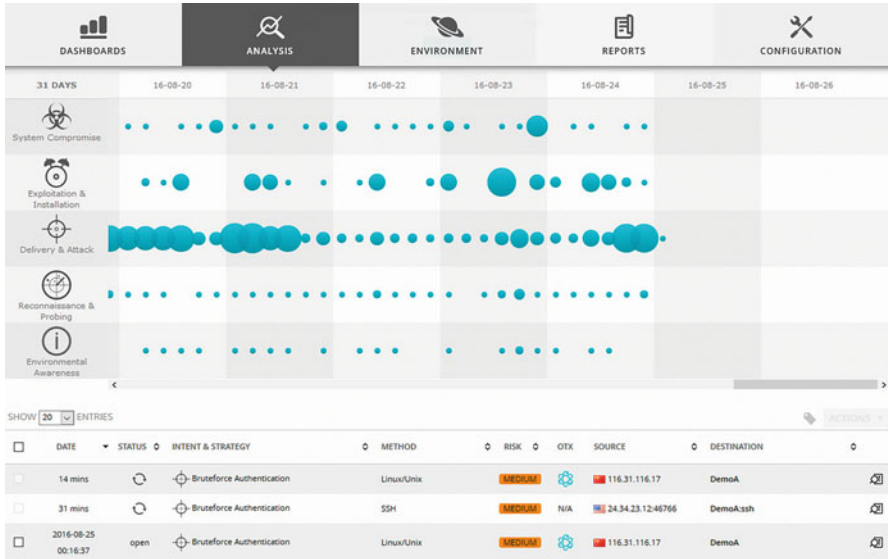 DASHBOARDS ANALYSIS ENVIRONMENT REPORTS CONFIGURATION
31 DAYS 16-08-20 16-08-21 16-08-22 16-08-23 16-08-24 16-08-25 16-08-26
System Compromise
Exploitation &
Installation
Delivery & Attack
Reconnaissance &
Probing
Environmental
Awareness
SHOW 20 ENTRIES ACTIONS
DATE STATUS INTENT & STRATEGY METHOD RISK OTX SOURCE DESTINATION
14 mins Bruteforce Authentication Linux/Unix MEDIUM 116.31.116.17 DemoA
31 mins Bruteforce Authentication SSH MEDIUM N/A 24.34.23.12:46766 DemoA:ssh
2016-08-25
00:16:37 open Bruteforce Authentication Linux/Unix MEDIUM 116.31.116.17 DemoA